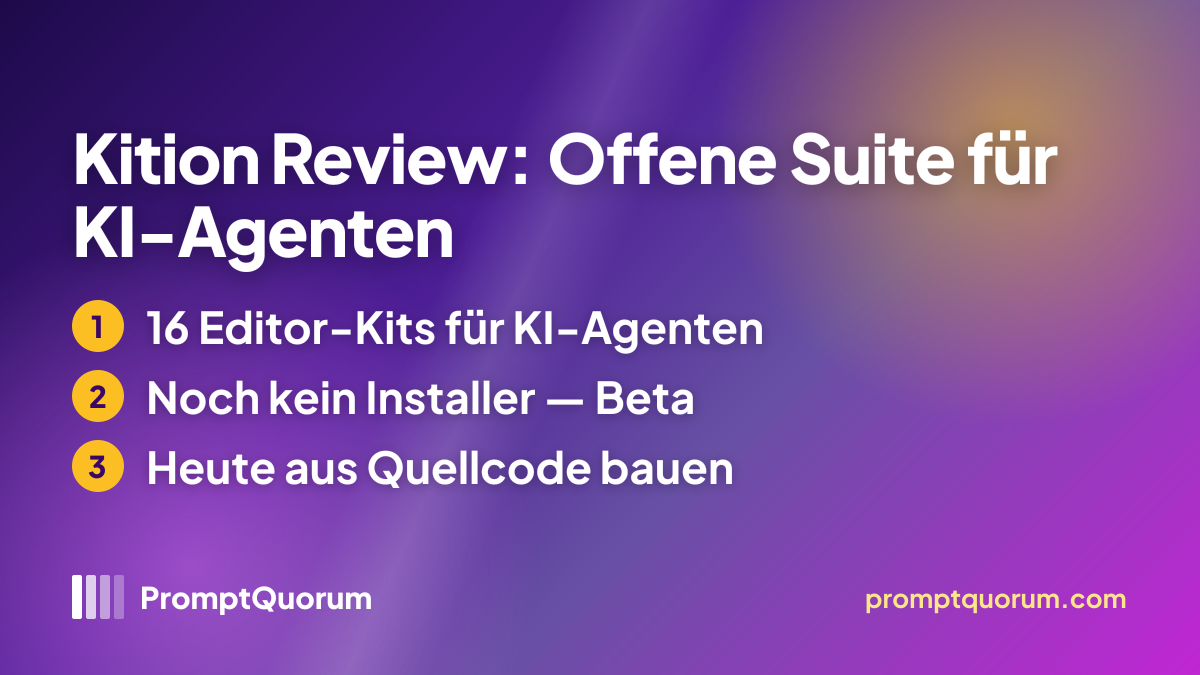 Kition Review: Offene Suite für
KI-Agenten
1 16 Editor-Kits für KI-Agenten
2 Noch kein Installer — Beta
3 Heute aus Quellcode bauen
PromptQuorum
promptquorum.com